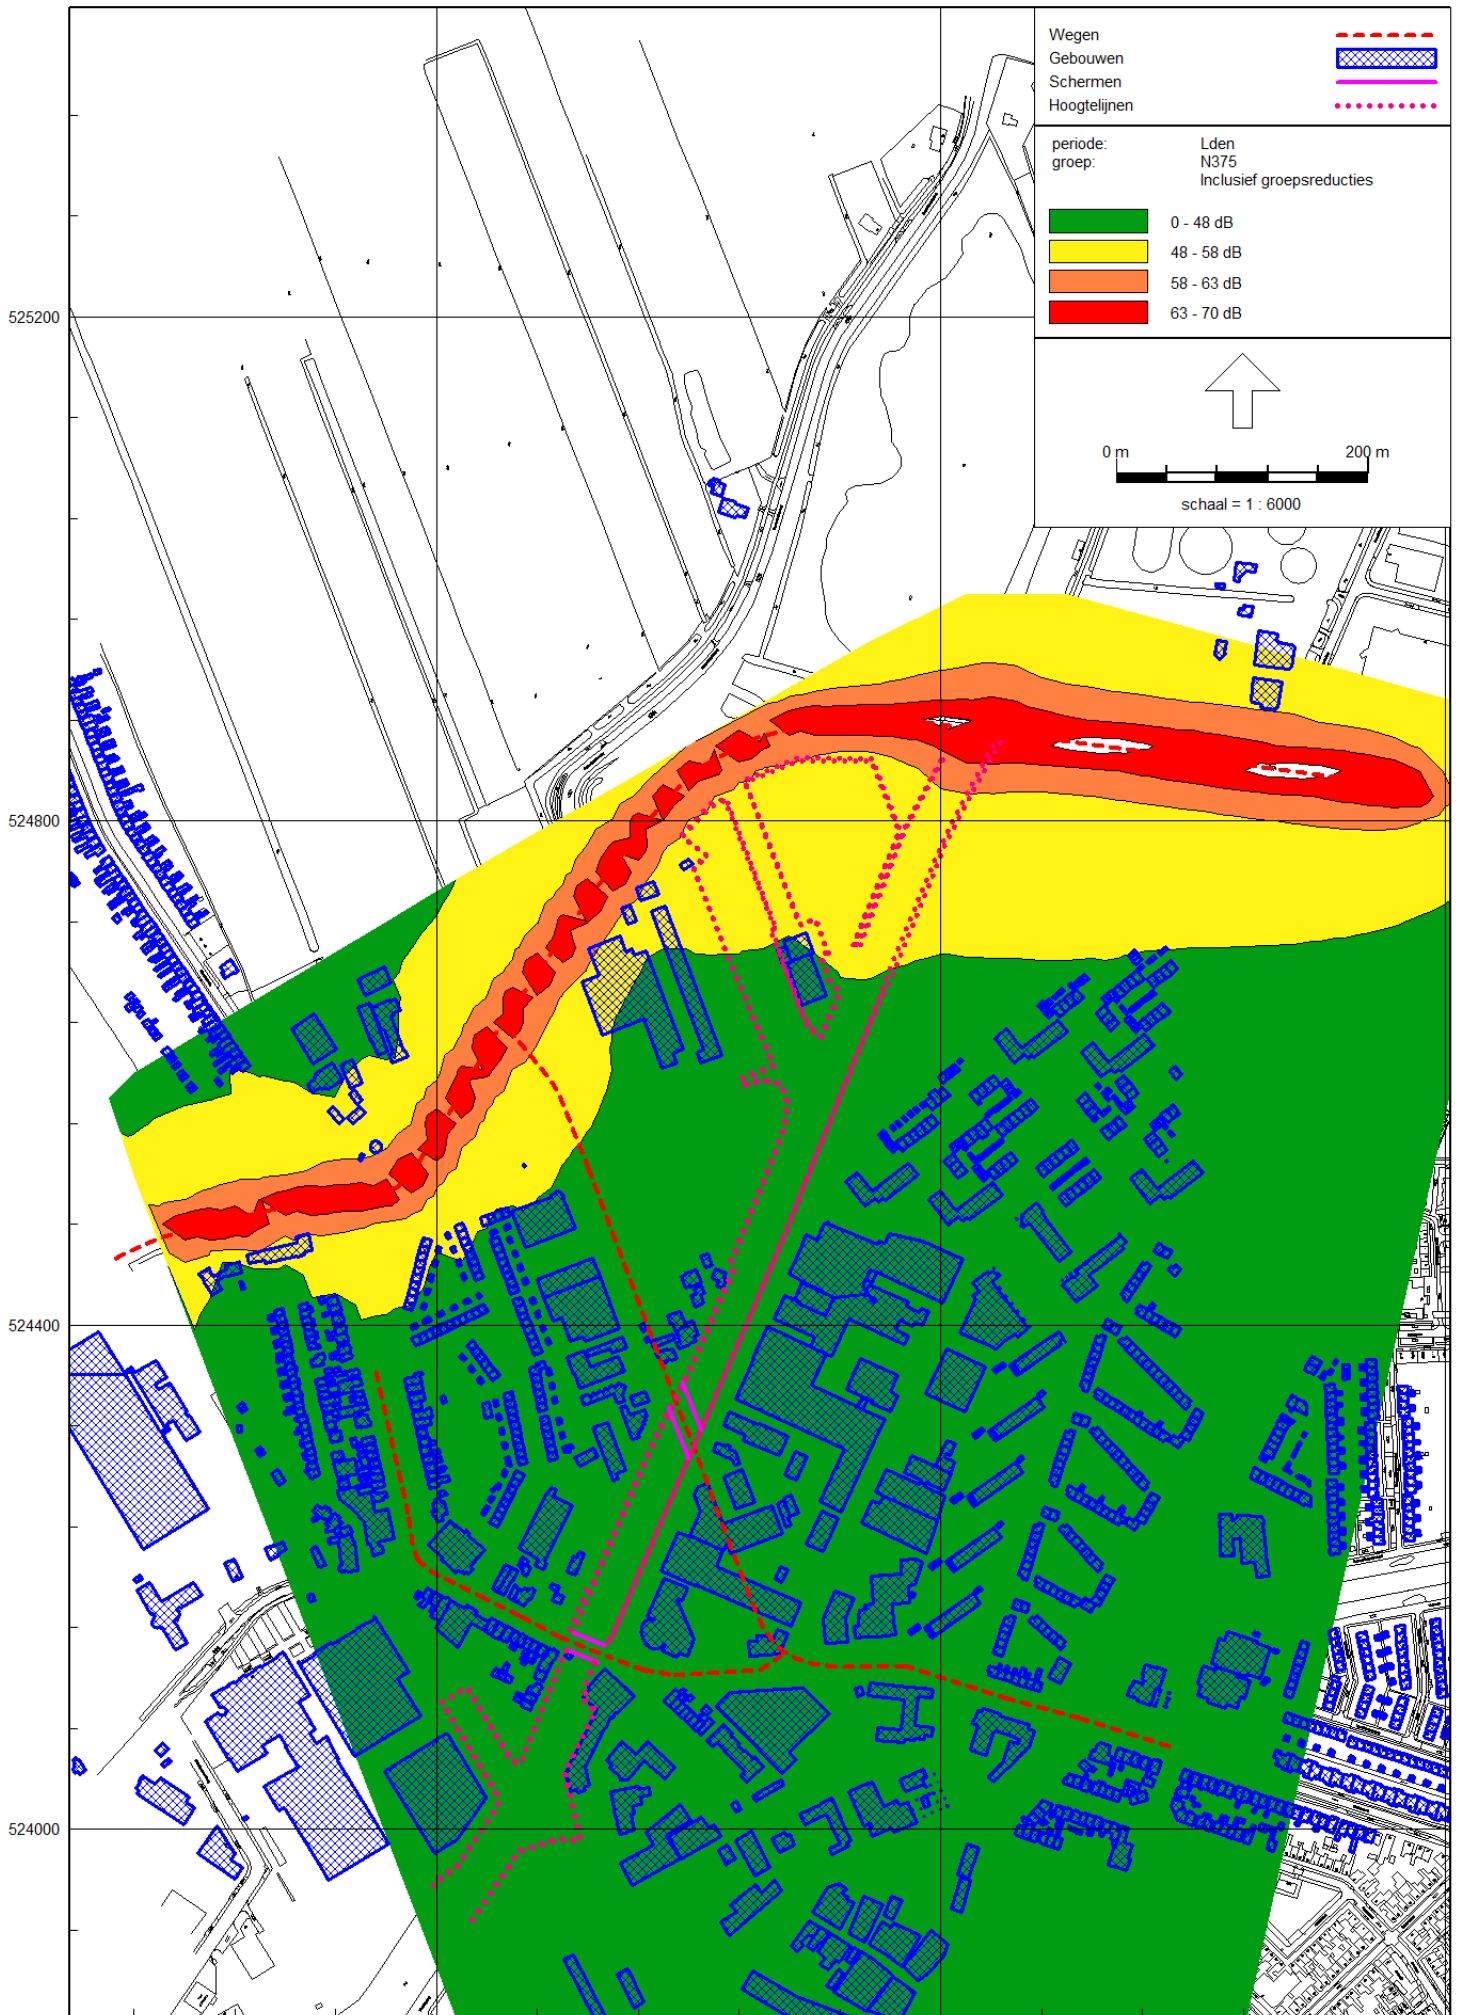 Wegen
Gebouwen
Schermen
Hoogtelijnen
periode: Lden
groep: N375
Inclusief groepsreducties
0 - 48 dB
48 - 58 dB
58 - 63 dB
63 - 70 dB
0 m 200 m
schaal = 1 : 6000
525200
524800
524400
524000